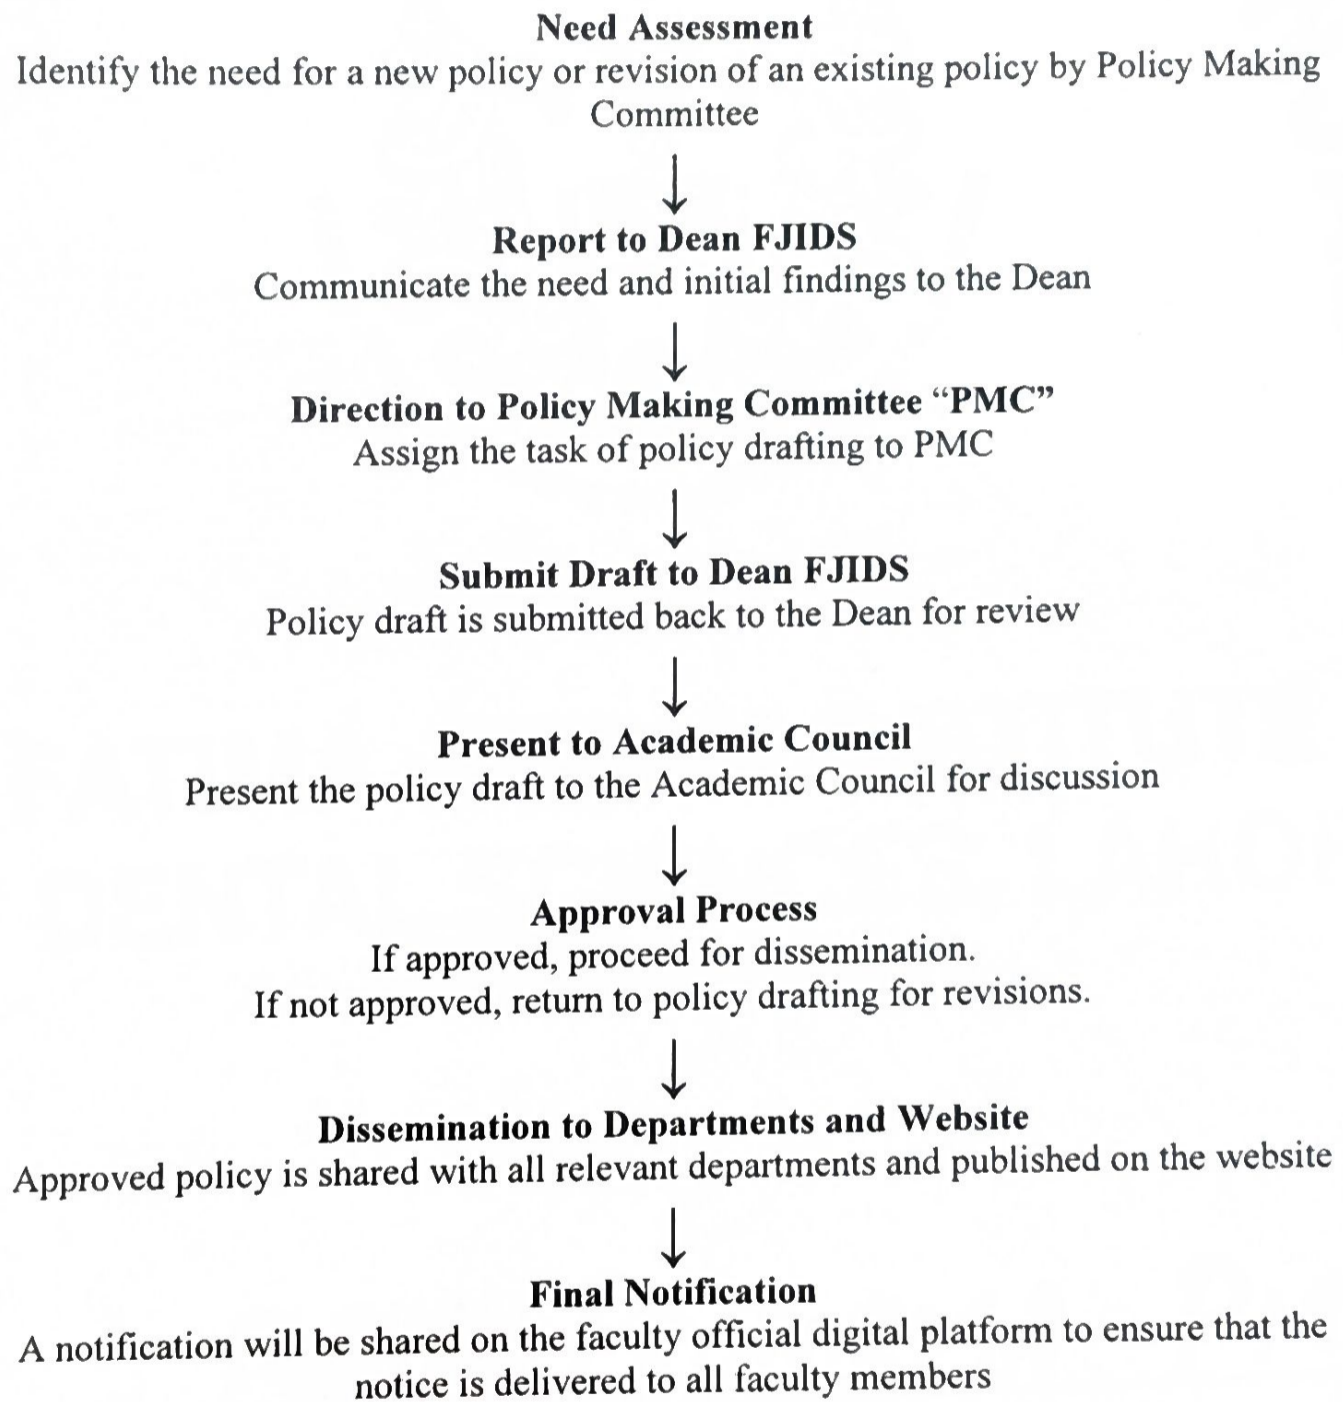 Need Assessment
Identify the need for a new policy or revision of an existing policy by Policy Making
Committee
↓
Report to Dean FJIDS
Communicate the need and initial findings to the Dean
↓
Direction to Policy Making Committee “PMC”
Assign the task of policy drafting to PMC
↓
Submit Draft to Dean FJIDS
Policy draft is submitted back to the Dean for review
↓
Present to Academic Council
Present the policy draft to the Academic Council for discussion
↓
Approval Process
If approved, proceed for dissemination.
If not approved, return to policy drafting for revisions.
↓
Dissemination to Departments and Website
Approved policy is shared with all relevant departments and published on the website
↓
Final Notification
A notification will be shared on the faculty official digital platform to ensure that the
notice is delivered to all faculty members